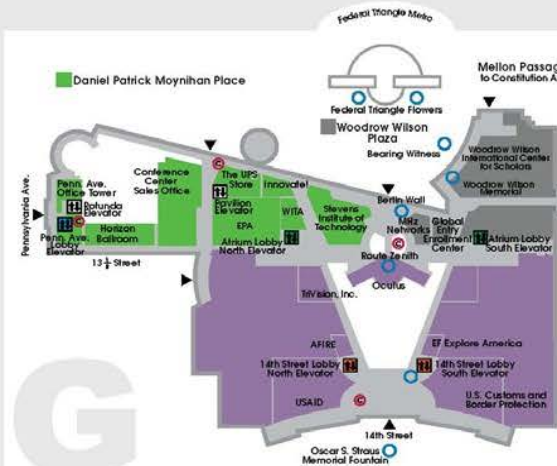 Federal Triangle Metro
Daniel Patrick Moynihan Place
Mellon Passag
to Constitution A
Federal Triangle Flowers
Woodrow Wilson
Plaza
Bearing Witness
Woodrow Wilson
International Center
for Scholars
Woodrow Wilson
Memorial
Conference
Center
Sales Office
The UPS
Store
Innovate!
Penn. Ave.
Office Tower
Rotunda
Elevator
Pavilion
Elevator
WITA
Stevens
Institute of
Technology
Berlin Wall
MHz
Networks
Global
Entry
Enrollment
Center
Pennsylvania Ave.
Penn. Ave.
Lobby
Elevator
Horizon
Ballroom
EPA
Atrium Lobby
North Elevator
Atrium Lobby
South Elevator
13 ½ Street
Route Zenith
Oculus
TriVision, Inc.
AFIRE
EF Explore America
14th Street Lobby
North Elevator
14th Street Lobby
South Elevator
USAID
U.S. Customs and
Border Protection
14th Street
Oscar S. Straus
Memorial Fountain
G
C
C
C
C